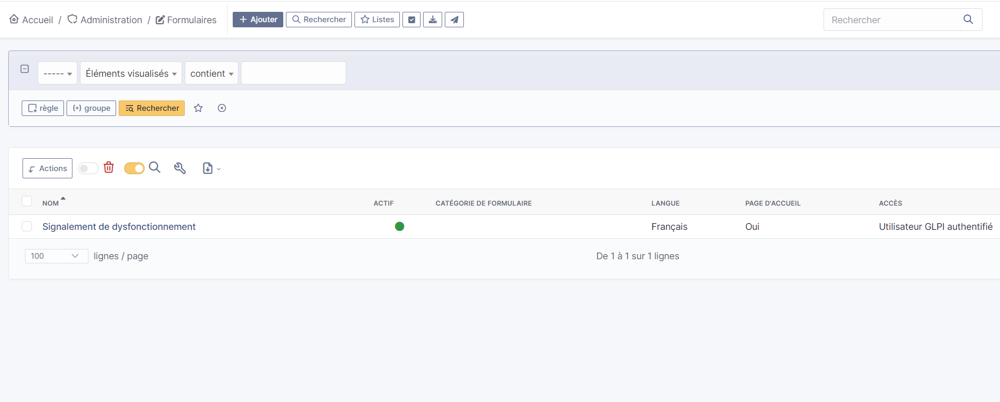 Accueil / Administration / Formulaires + Ajouter Rechercher Listes Rechercher
----- Éléments visualisés contient
règle {+} groupe Rechercher
Actions
NOM ACTIF CATÉGORIE DE FORMULAIRE LANGUE PAGE D'ACCUEIL ACCÈS
Signalement de dysfonctionnement Français Oui Utilisateur GLPI authentifié
100 lignes / page De 1 à 1 sur 1 lignes